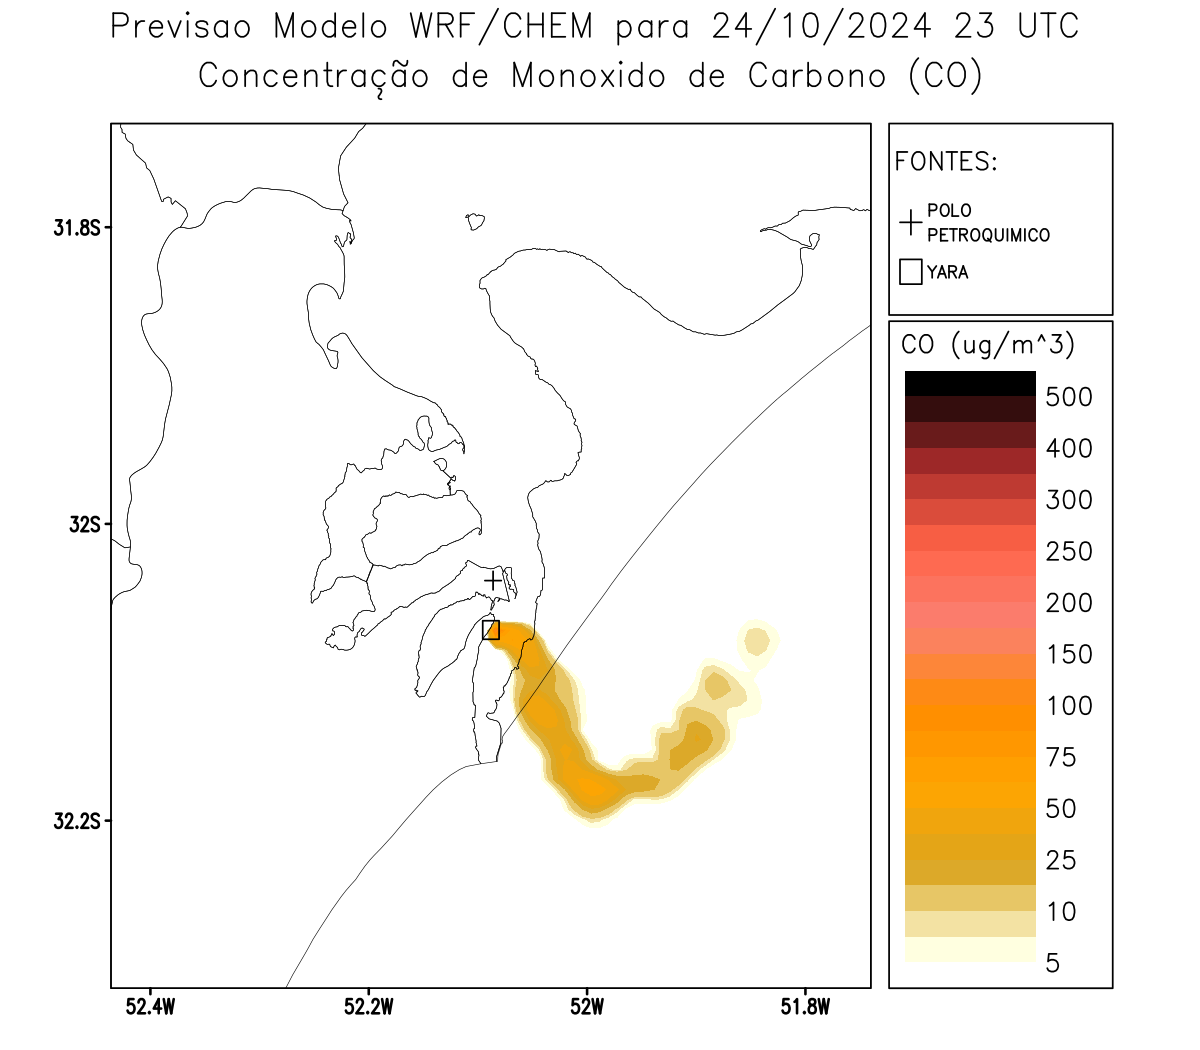 Previsao Modelo WRF/CHEM para 24/10/2024 23 UTC
Concentração de Monoxido de Carbono (CO)
FONTES:
POLO
PETROQUIMICO
YARA
CO (ug/m^3)
500
400
300
250
200
150
100
75
50
25
10
5
31.8S
32S
32.2S
52.4W
52.2W
52W
51.8W